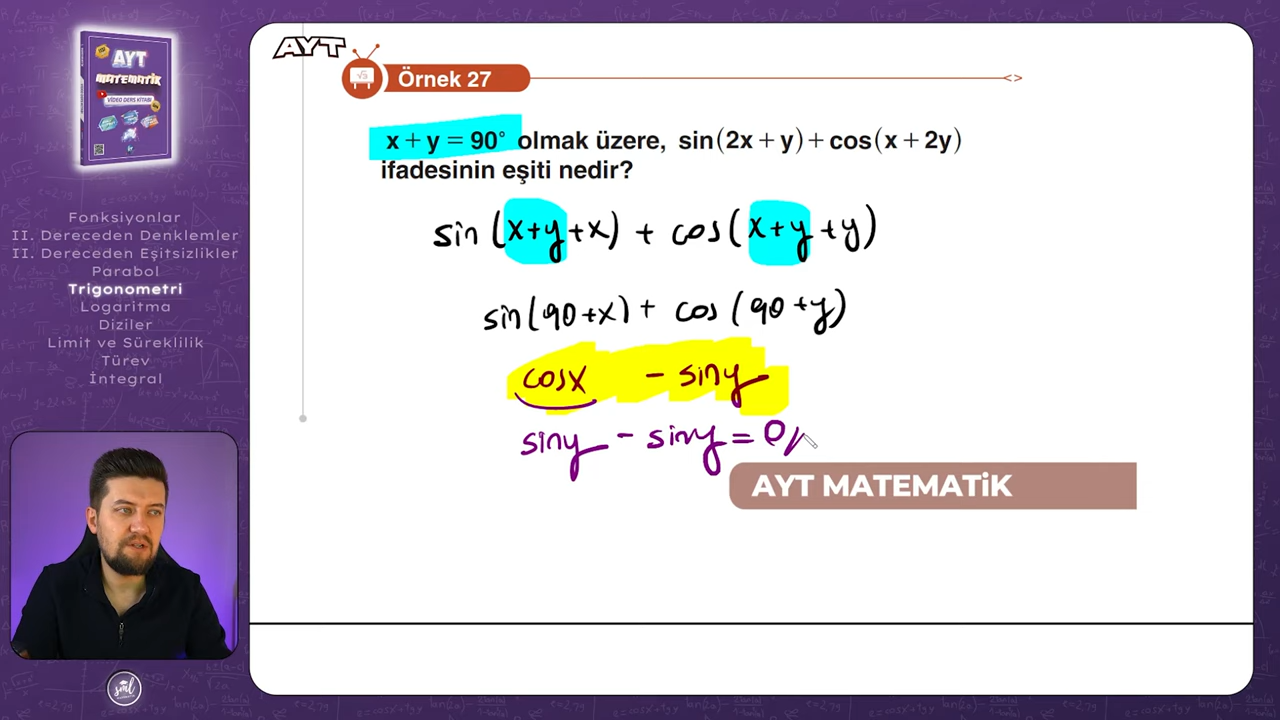 AYT
MATEMATİK
VİDEO DERS KİTABI
Fonksiyonlar
II. Dereceden Denklemler
II. Dereceden Eşitsizlikler
Parabol
Trigonometri
Logaritma
Diziler
Limit ve Süreklilik
Türev
İntegral
sml
AYT
√5
Örnek 27
x + y = 90° olmak üzere, sin(2x + y) + cos(x + 2y)
ifadesinin eşiti nedir?
sin (x+y+x) + cos(x+y+y)
sin(90+x) + cos (90+y)
cosx - siny
siny - siny = 0
AYT MATEMATİK